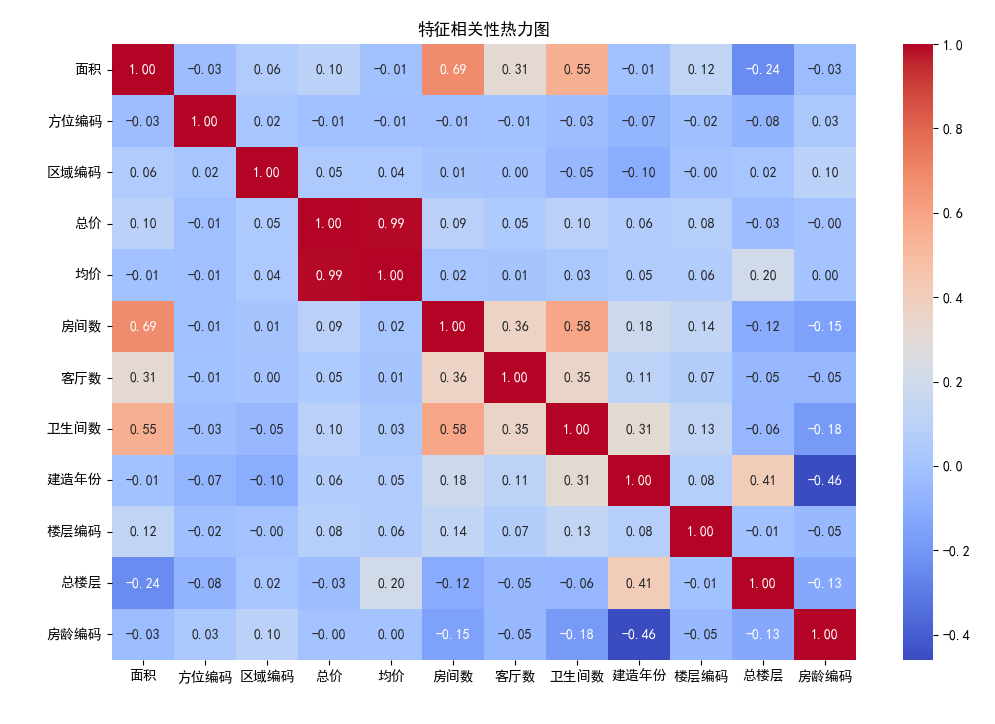 特征相关性热力图
面积 1.00 -0.03 0.06 0.10 -0.01 0.69 0.31 0.55 -0.01 0.12 -0.24 -0.03
方位编码 -0.03 1.00 0.02 -0.01 -0.01 -0.01 -0.01 -0.03 -0.07 -0.02 -0.08 0.03
区域编码 0.06 0.02 1.00 0.05 0.04 0.01 0.00 -0.05 -0.10 -0.00 0.02 0.10
总价 0.10 -0.01 0.05 1.00 0.99 0.09 0.05 0.10 0.06 0.08 -0.03 -0.00
均价 -0.01 -0.01 0.04 0.99 1.00 0.02 0.01 0.03 0.05 0.06 0.20 0.00
房间数 0.69 -0.01 0.01 0.09 0.02 1.00 0.36 0.58 0.18 0.14 -0.12 -0.15
客厅数 0.31 -0.01 0.00 0.05 0.01 0.36 1.00 0.35 0.11 0.07 -0.05 -0.05
卫生间数 0.55 -0.03 -0.05 0.10 0.03 0.58 0.35 1.00 0.31 0.13 -0.06 -0.18
建造年份 -0.01 -0.07 -0.10 0.06 0.05 0.18 0.11 0.31 1.00 0.08 0.41 -0.46
楼层编码 0.12 -0.02 -0.00 0.08 0.06 0.14 0.07 0.13 0.08 1.00 -0.01 -0.05
总楼层 -0.24 -0.08 0.02 -0.03 0.20 -0.12 -0.05 -0.06 0.41 -0.01 1.00 -0.13
房龄编码 -0.03 0.03 0.10 -0.00 0.00 -0.15 -0.05 -0.18 -0.46 -0.05 -0.13 1.00
面积 方位编码 区域编码 总价 均价 房间数 客厅数 卫生间数 建造年份 楼层编码 总楼层 房龄编码
1.0
0.8
0.6
0.4
0.2
0.0
-0.2
-0.4